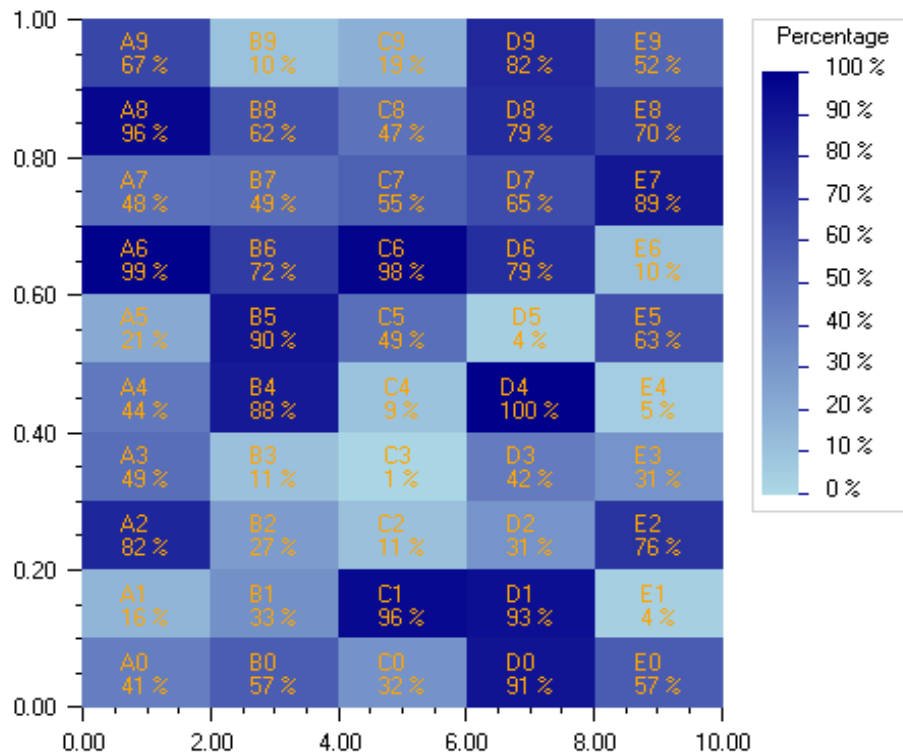 1.00
0.80
0.60
0.40
0.20
0.00
A9 B9 C9 D9 E9
67 % 10 % 19 % 82 % 52 %
A8 B8 C8 D8 E8
96 % 62 % 47 % 79 % 70 %
A7 B7 C7 D7 E7
48 % 49 % 55 % 65 % 89 %
A6 B6 C6 D6 E6
99 % 72 % 98 % 79 % 10 %
A5 B5 C5 D5 E5
21 % 90 % 49 % 4 % 63 %
A4 B4 C4 D4 E4
44 % 88 % 9 % 100 % 5 %
A3 B3 C3 D3 E3
49 % 11 % 1 % 42 % 31 %
A2 B2 C2 D2 E2
82 % 27 % 11 % 31 % 76 %
A1 B1 C1 D1 E1
16 % 33 % 96 % 93 % 4 %
A0 B0 C0 D0 E0
41 % 57 % 32 % 91 % 57 %
0.00 2.00 4.00 6.00 8.00 10.00
Percentage
100 %
90 %
80 %
70 %
60 %
50 %
40 %
30 %
20 %
10 %
0 %